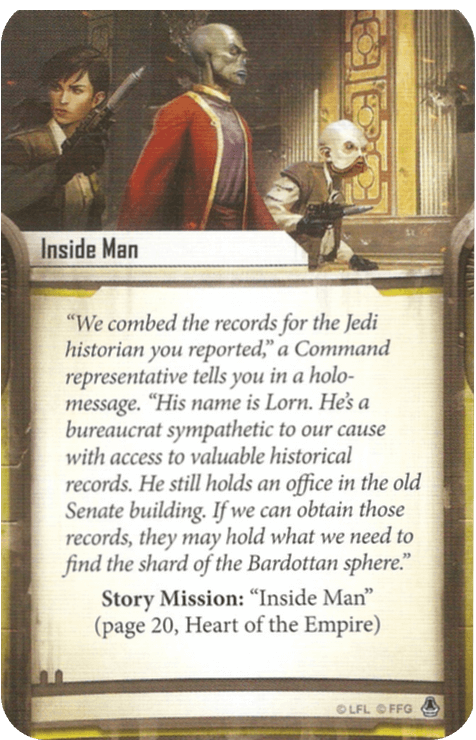 Inside Man
“We combed the records for the Jedi
historian you reported,” a Command
representative tells you in a holo-
message. “His name is Lorn. He’s a
bureaucrat sympathetic to our cause
with access to valuable historical
records. He still holds an office in the old
Senate building. If we can obtain those
records, they may hold what we need to
find the shard of the Bardottan sphere.”
Story Mission: “Inside Man”
(page 20, Heart of the Empire)
© LFL © FFG